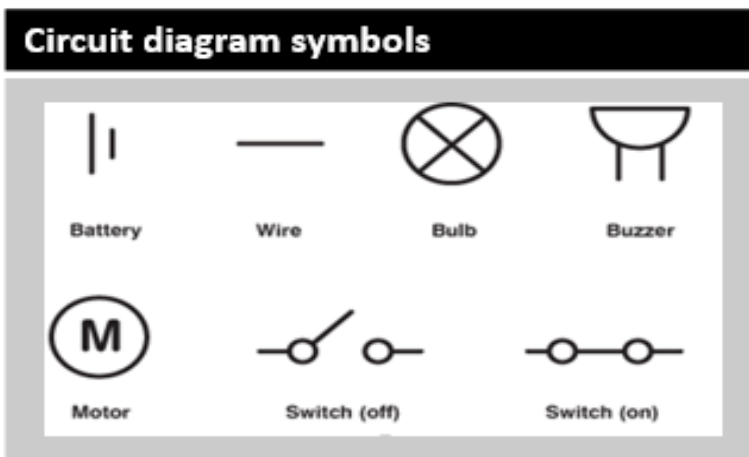 Circuit diagram symbols
Battery Wire Bulb Buzzer
M
Motor Switch (off) Switch (on)